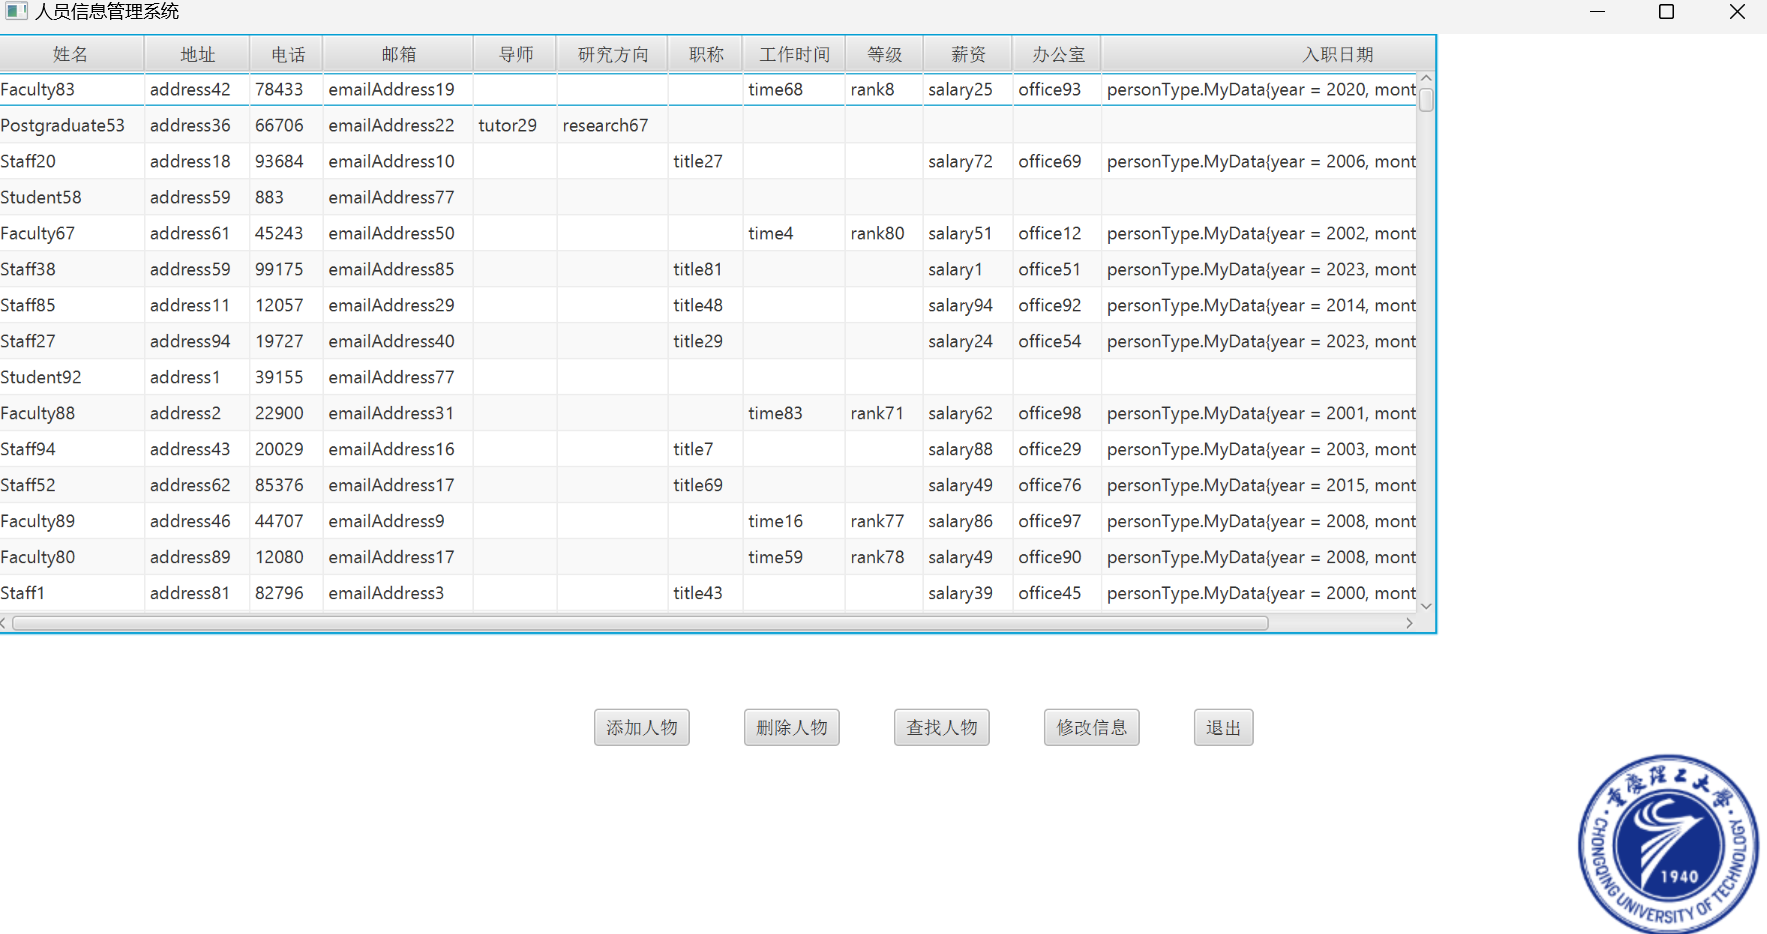 人员信息管理系统
姓名 地址 电话 邮箱 导师 研究方向 职称 工作时间 等级 薪资 办公室 入职日期
Faculty83 address42 78433 emailAddress19 time68 rank8 salary25 office93 personType.MyData{year = 2020, mont
Postgraduate53 address36 66706 emailAddress22 tutor29 research67
Staff20 address18 93684 emailAddress10 title27 salary72 office69 personType.MyData{year = 2006, mont
Student58 address59 883 emailAddress77
Faculty67 address61 45243 emailAddress50 time4 rank80 salary51 office12 personType.MyData{year = 2002, mont
Staff38 address59 99175 emailAddress85 title81 salary1 office51 personType.MyData{year = 2023, mont
Staff85 address11 12057 emailAddress29 title48 salary94 office92 personType.MyData{year = 2014, mont
Staff27 address94 19727 emailAddress40 title29 salary24 office54 personType.MyData{year = 2023, mont
Student92 address1 39155 emailAddress77
Faculty88 address2 22900 emailAddress31 time83 rank71 salary62 office98 personType.MyData{year = 2001, mont
Staff94 address43 20029 emailAddress16 title7 salary88 office29 personType.MyData{year = 2003, mont
Staff52 address62 85376 emailAddress17 title69 salary49 office76 personType.MyData{year = 2015, mont
Faculty89 address46 44707 emailAddress9 time16 rank77 salary86 office97 personType.MyData{year = 2008, mont
Faculty80 address89 12080 emailAddress17 time59 rank78 salary49 office90 personType.MyData{year = 2008, mont
Staff1 address81 82796 emailAddress3 title43 salary39 office45 personType.MyData{year = 2000, mont
添加人物 删除人物 查找人物 修改信息 退出
重庆理工大学
1940
CHONGQING UNIVERSITY OF TECHNOLOGY